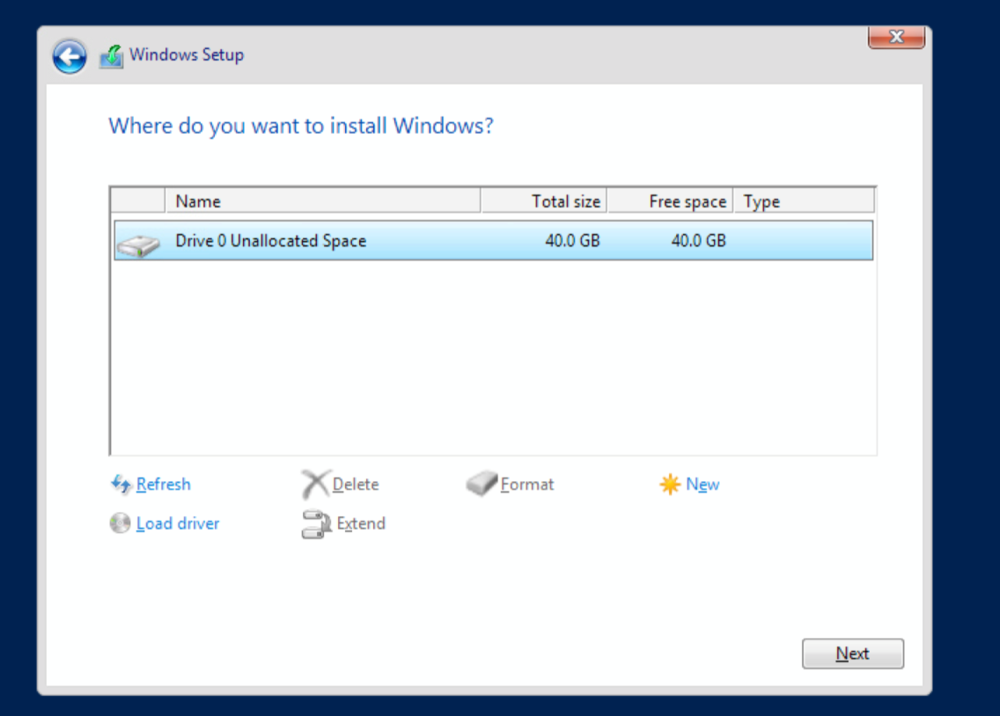 Windows Setup
Where do you want to install Windows?
Name Total size Free space Type
Drive 0 Unallocated Space 40.0 GB 40.0 GB
Refresh Delete Format New
Load driver Extend
Next